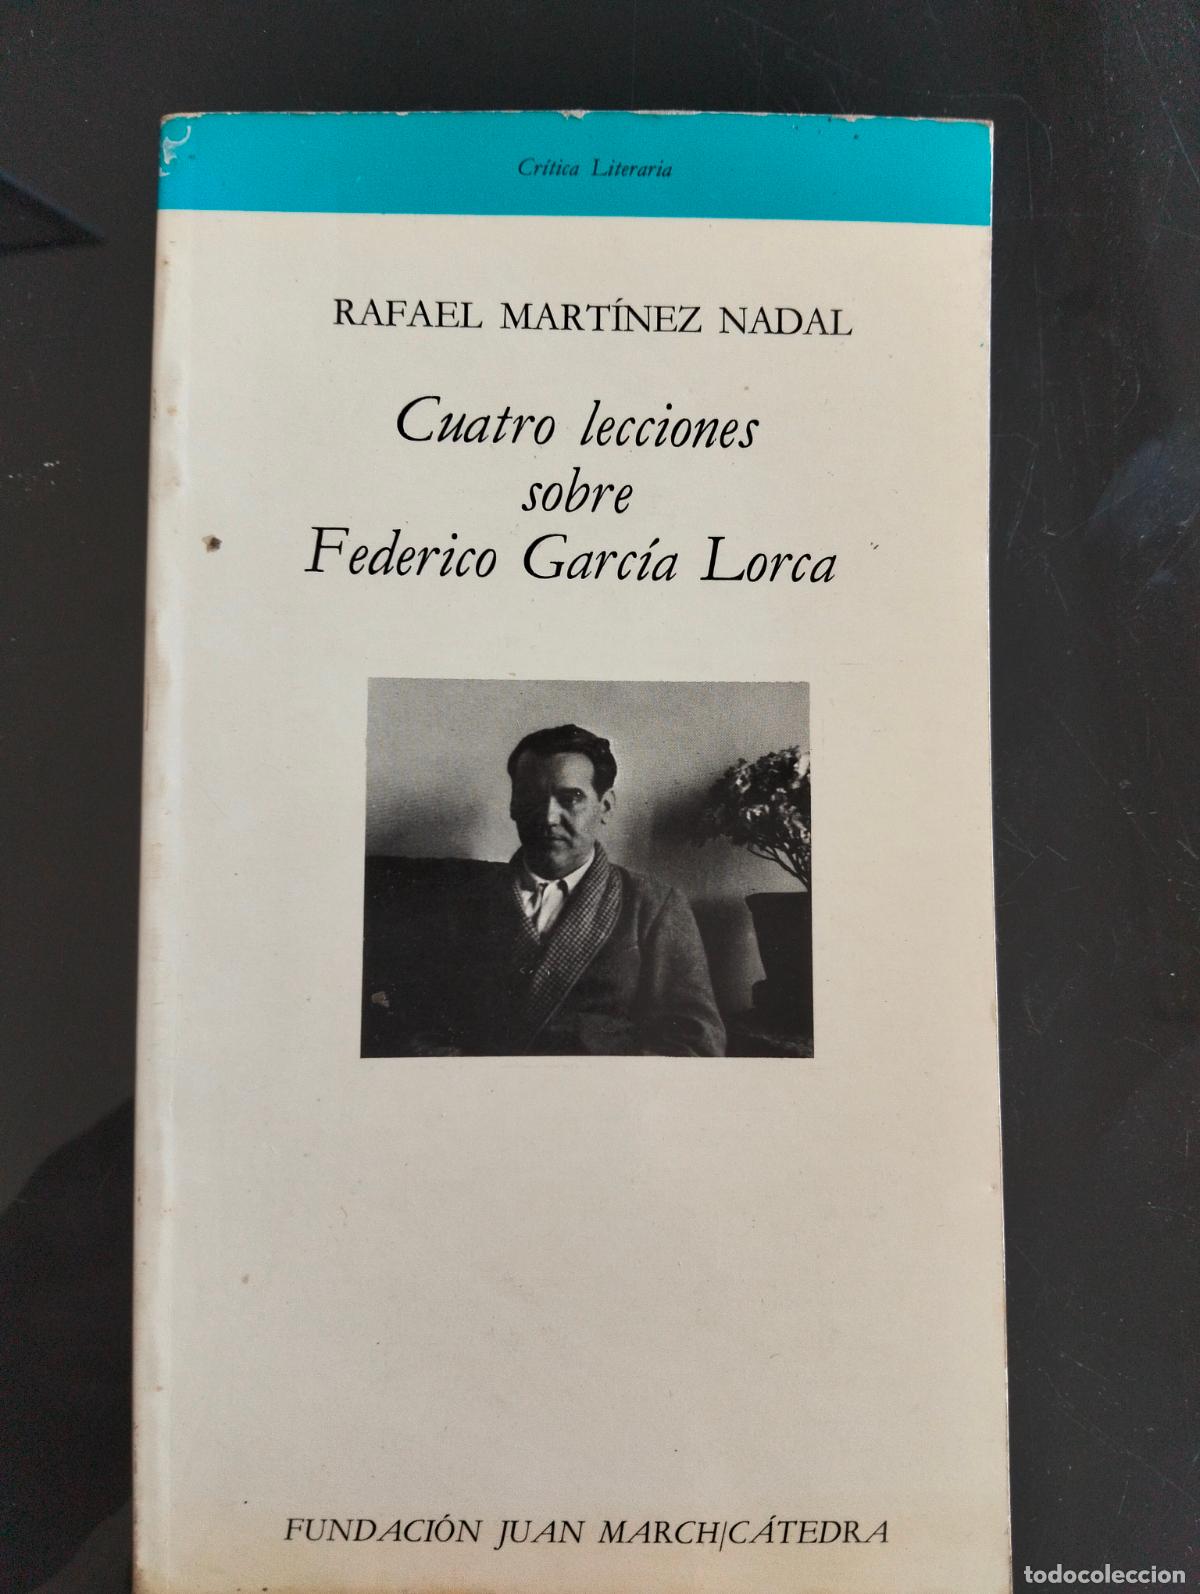 Crítica Literaria
RAFAEL MARTÍNEZ NADAL
Cuatro lecciones
sobre
Federico García Lorca
FUNDACIÓN JUAN MARCH/CÁTEDRA
todocoleccion